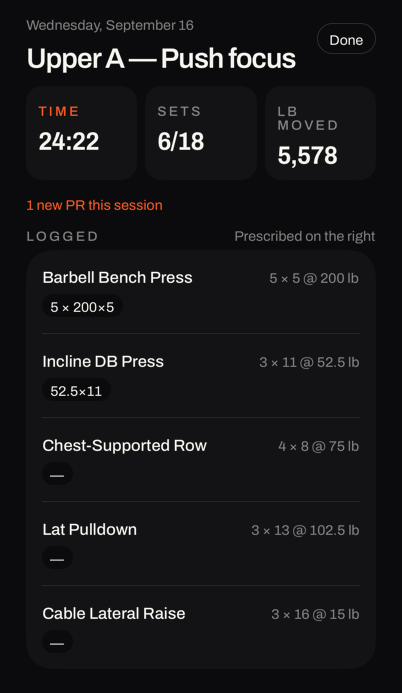 Wednesday, September 16
Upper A — Push focus
Done
TIME
24:22
SETS
6/18
LB
MOVED
5,578
1 new PR this session
LOGGED
Prescribed on the right
Barbell Bench Press
5 × 5 @ 200 lb
5 × 200×5
Incline DB Press
3 × 11 @ 52.5 lb
52.5×11
Chest-Supported Row
4 × 8 @ 75 lb
—
Lat Pulldown
3 × 13 @ 102.5 lb
—
Cable Lateral Raise
3 × 16 @ 15 lb
—